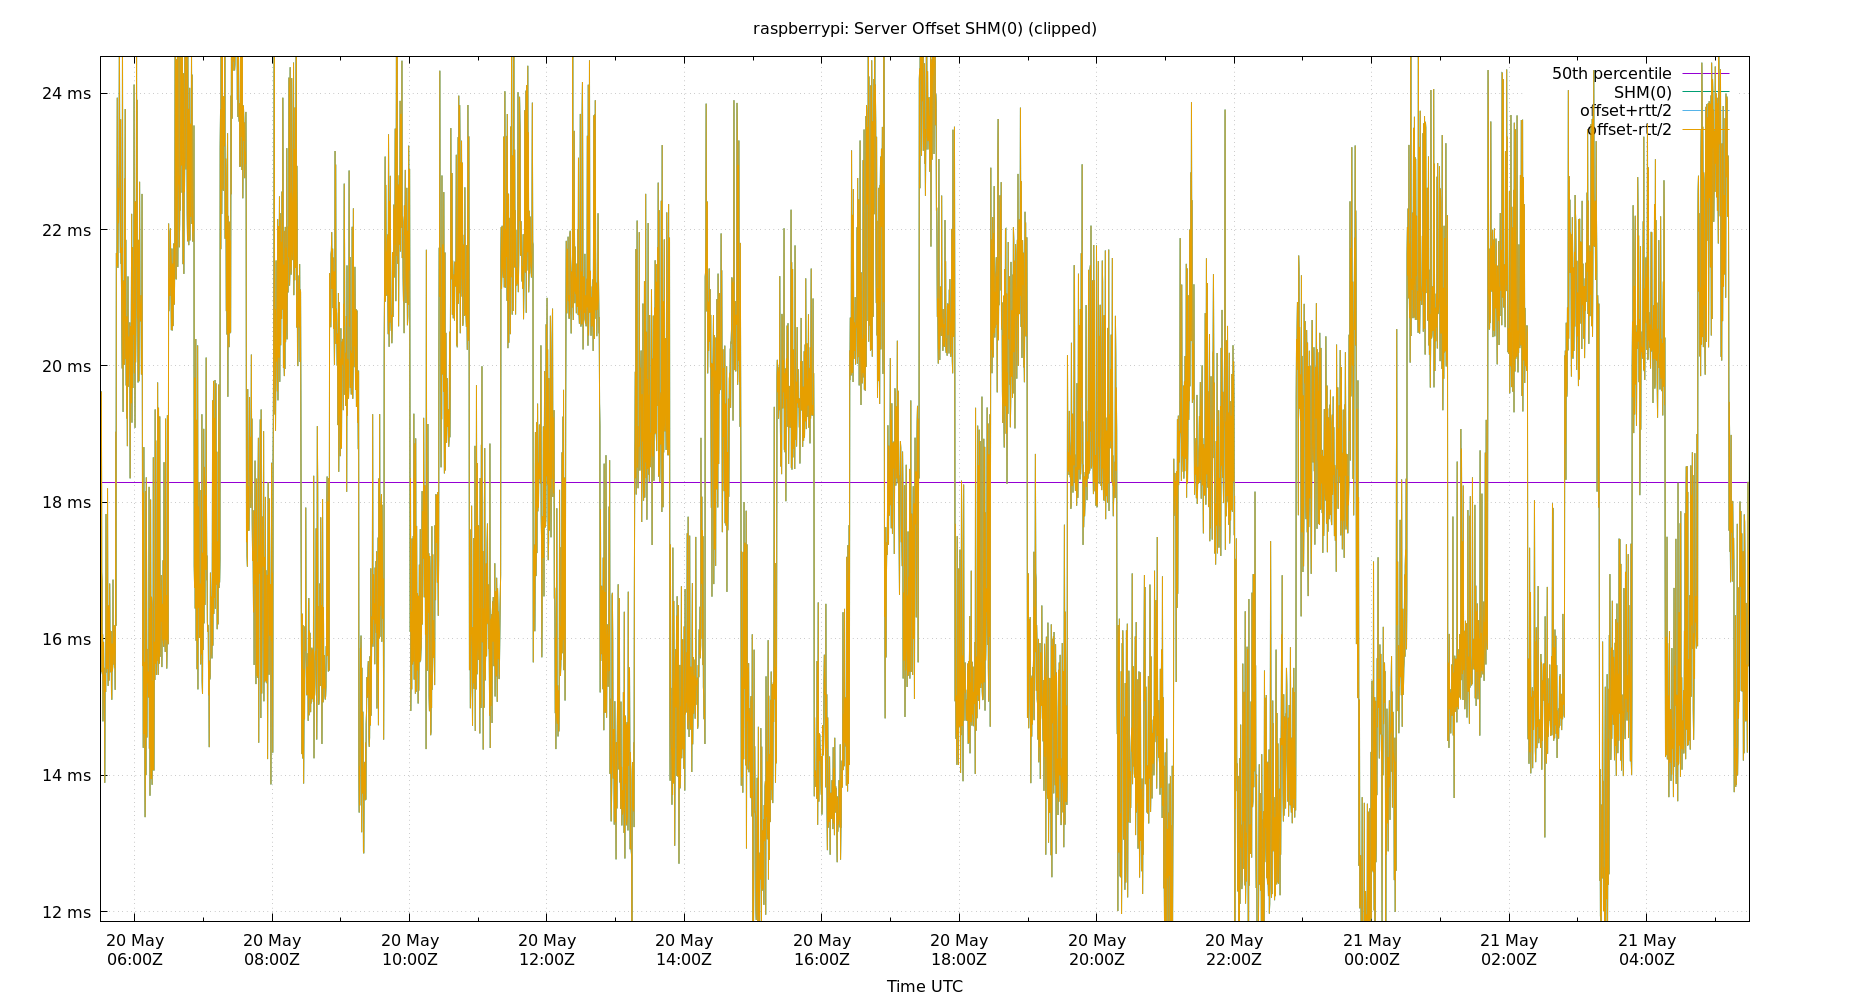 raspberrypi: Server Offset SHM(0) (clipped)
50th percentile
SHM(0)
offset+rtt/2
offset-rtt/2
24 ms
22 ms
20 ms
18 ms
16 ms
14 ms
12 ms
20 May 20 May 20 May 20 May 20 May 20 May 20 May 20 May 20 May 21 May 21 May 21 May
06:00Z 08:00Z 10:00Z 12:00Z 14:00Z 16:00Z 18:00Z 20:00Z 22:00Z 00:00Z 02:00Z 04:00Z
Time UTC